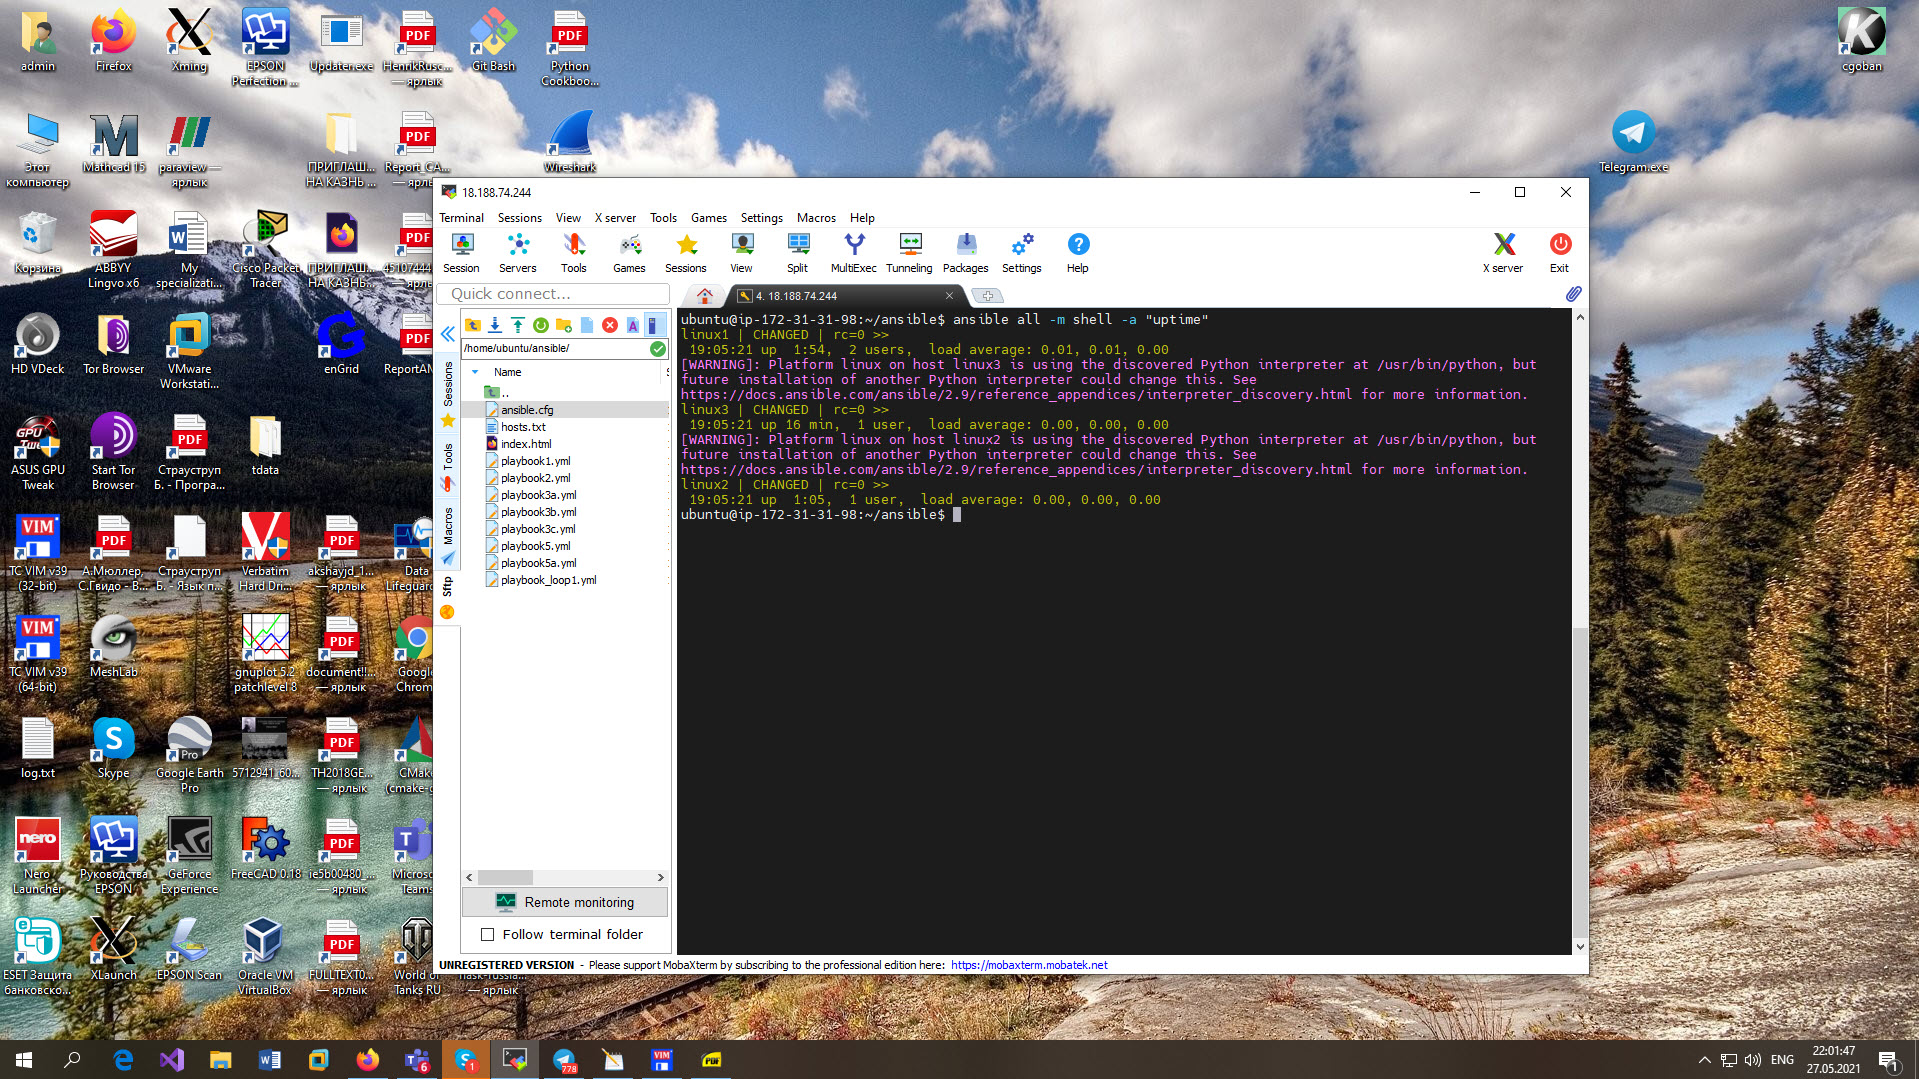 admin
Firefox
Xming
EPSON
Perfection ...
Updater.exe
HenrikRusc...
— ярлык
Git Bash
Python
Cookboo...
cgoban
Этот
компьютер
Mathcad 15
paraview —
ярлык
ПРИГЛАШ...
НА КАЗНЬ ...
Report_CA...
— ярлы
Wireshark
Telegram.exe
Корзина
ABBYY
Lingvo x6
My
specializati...
Cisco Packet
Tracer
ПРИГЛАШ...
НА КАЗНЬ...
45107444
— ярлы
HD VDeck
Tor Browser
VMware
Workstati...
enGrid
ReportAM
ASUS GPU
Tweak
Start Tor
Browser
Страуструп
Б. - Програ...
tdata
TC VIM v39
(32-bit)
А.Мюллер,
С.Гвидо - В...
Страуструп
Б. - Язык п...
Verbatim
Hard Dri...
akshayjd_1...
— ярлык
Data
Lifeguard
TC VIM v39
(64-bit)
MeshLab
gnuplot 5.2
patchlevel 8
document!!...
— ярлык
Google
Chrom
log.txt
Skype
Google Earth
Pro
5712941_60...
TH2018GE...
— ярлык
CMake
(cmake-g
Nero
Launcher
Руководства
EPSON
GeForce
Experience
FreeCAD 0.18
ie5b00480_...
— ярлык
Microso
Teams
ESET Защита
банковско...
XLaunch
EPSON Scan
Oracle VM
VirtualBox
FULLTEXT0...
— ярлык
World of
Tanks RU
flask-russia...
— ярлык
18.188.74.244
Terminal Sessions View X server Tools Games Settings Macros Help
Session Servers Tools Games Sessions View Split MultiExec Tunneling Packages Settings Help X server Exit
Quick connect...
4. 18.188.74.244
/home/ubuntu/ansible/
Name
..
ansible.cfg
hosts.txt
index.html
playbook1.yml
playbook2.yml
playbook3a.yml
playbook3b.yml
playbook3c.yml
playbook5.yml
playbook5a.yml
playbook_loop1.yml
Sessions
Tools
Macros
Sftp
Remote monitoring
Follow terminal folder
ubuntu@ip-172-31-31-98:~/ansible$ ansible all -m shell -a "uptime"
linux1 | CHANGED | rc=0 >>
19:05:21 up  1:54,  2 users,  load average: 0.01, 0.01, 0.00
[WARNING]: Platform linux on host linux3 is using the discovered Python interpreter at /usr/bin/python, but
future installation of another Python interpreter could change this. See
https://docs.ansible.com/ansible/2.9/reference_appendices/interpreter_discovery.html for more information.
linux3 | CHANGED | rc=0 >>
19:05:21 up 16 min,  1 user,  load average: 0.00, 0.00, 0.00
[WARNING]: Platform linux on host linux2 is using the discovered Python interpreter at /usr/bin/python, but
future installation of another Python interpreter could change this. See
https://docs.ansible.com/ansible/2.9/reference_appendices/interpreter_discovery.html for more information.
linux2 | CHANGED | rc=0 >>
19:05:21 up  1:05,  1 user,  load average: 0.00, 0.00, 0.00
ubuntu@ip-172-31-31-98:~/ansible$
UNREGISTERED VERSION - Please support MobaXterm by subscribing to the professional edition here: https://mobaxterm.mobatek.net
ENG
22:01:47
27.05.2021